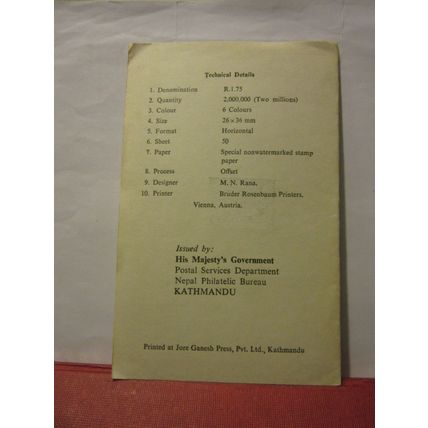 Technical Details
1. Denomination R.1.75
2. Quantity 2,000,000 (Two millions)
3. Colour 6 Colours
4. Size 26×36 mm
5. Format Horizontal
6. Sheet 50
7. Paper Special nonwatermarked stamp
paper
8. Process Offset
9. Designer M. N. Rana.
10. Printer Bruder Rosenbaum Printers.
Vienna, Austria.
Issued by:
His Majesty's Government
Postal Services Department
Nepal Philatelic Bureau
KATHMANDU
Printed at Jore Ganesh Press, Pvt. Ltd., Kathmandu